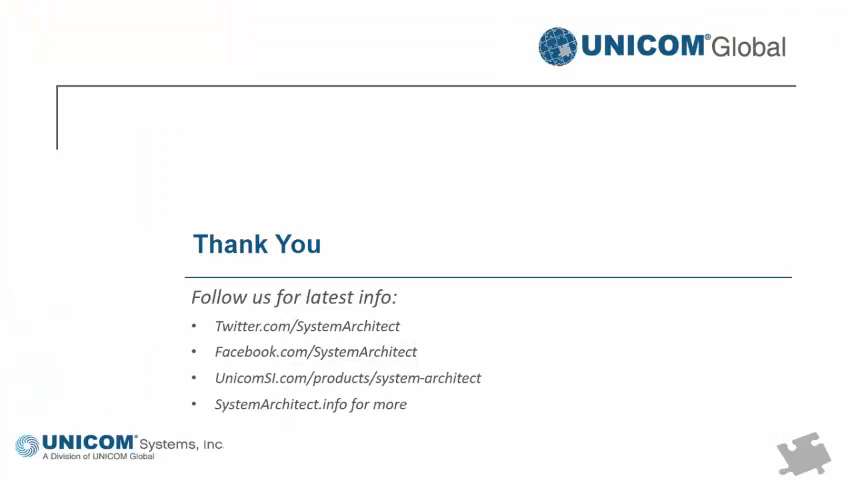 UNICOM® Global
Thank You
Follow us for latest info:
• Twitter.com/SystemArchitect
• Facebook.com/SystemArchitect
• UnicomSI.com/products/system-architect
• SystemArchitect.info for more
UNICOM® Systems, Inc.
A Division of UNICOM Global